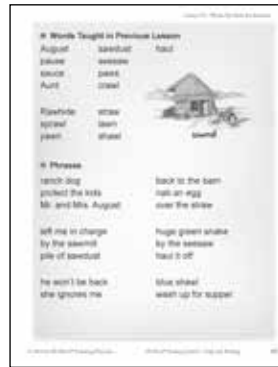 Words Taught in Previous Lesson
August sawdust haul
pause seesaw
sauce paws
Aunt crawl
Rawhide straw
sprawl lawn
yawn shawl
Phrases
ranch dog back to the barn
protect the kids nab an egg
Mr. and Mrs. August over the straw
left me in charge huge green snake
by the sawmill by the seesaw
pile of sawdust haul it off
he won't be back blue shawl
she ignores me wash up for supper